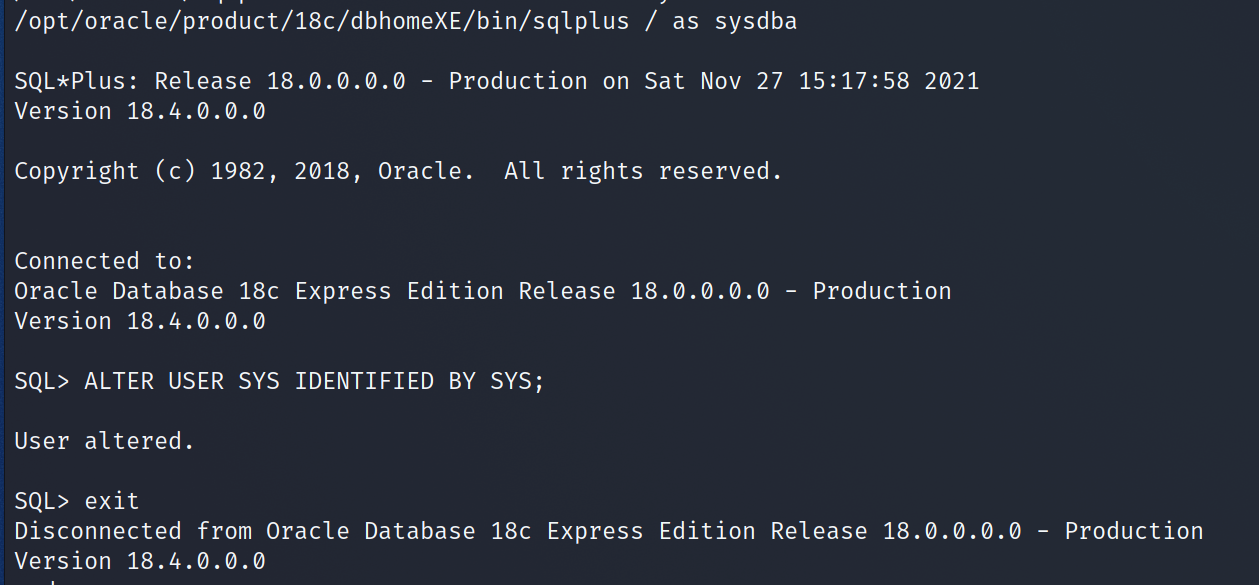 /opt/oracle/product/18c/dbhomeXE/bin/sqlplus / as sysdba
SQL*Plus: Release 18.0.0.0.0 - Production on Sat Nov 27 15:17:58 2021
Version 18.4.0.0.0
Copyright (c) 1982, 2018, Oracle.  All rights reserved.
Connected to:
Oracle Database 18c Express Edition Release 18.0.0.0.0 - Production
Version 18.4.0.0.0
SQL> ALTER USER SYS IDENTIFIED BY SYS;
User altered.
SQL> exit
Disconnected from Oracle Database 18c Express Edition Release 18.0.0.0.0 - Production
Version 18.4.0.0.0